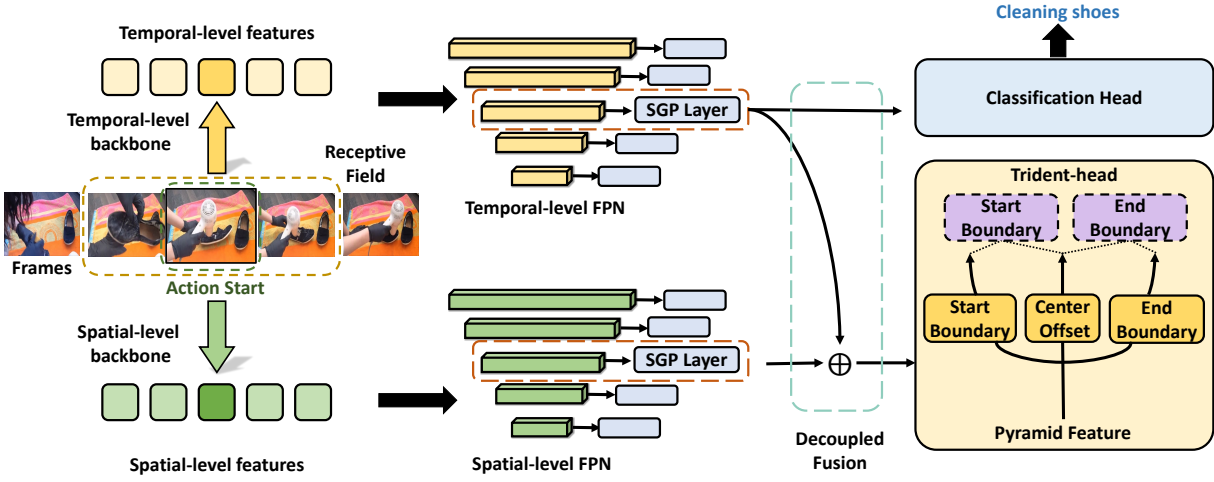 Cleaning shoes
Temporal-level features
Temporal-level
backbone
Receptive
Field
Frames
Action Start
Spatial-level
backbone
Spatial-level features
SGP Layer
Temporal-level FPN
SGP Layer
Spatial-level FPN
Decoupled
Fusion
Classification Head
Trident-head
Start
Boundary
End
Boundary
Start
Boundary
Center
Offset
End
Boundary
Pyramid Feature